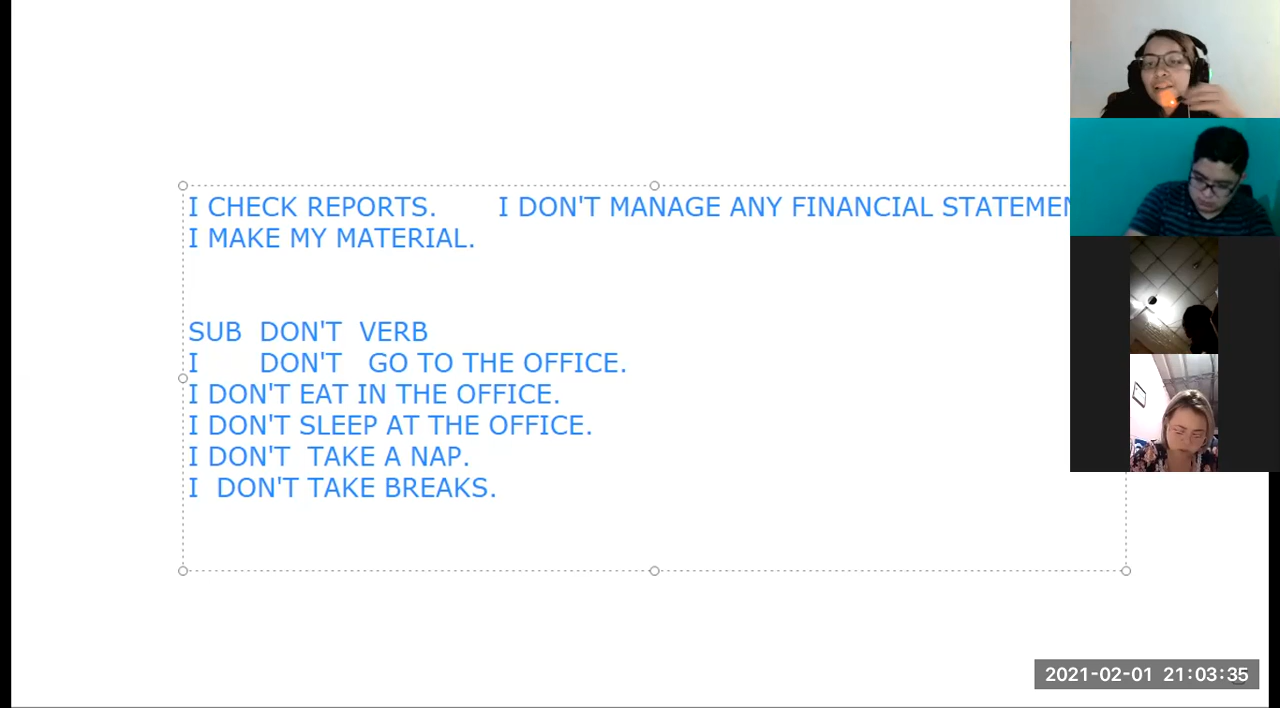 I CHECK REPORTS. I DON'T MANAGE ANY FINANCIAL
I MAKE MY MATERIAL.
SUB DON'T VERB
I DON'T GO TO THE OFFICE.
I DON'T EAT IN THE OFFICE.
I DON'T SLEEP AT THE OFFICE.
I DON'T TAKE A NAP.
I DON'T TAKE BREAKS.
2021-02-01 21:03:35